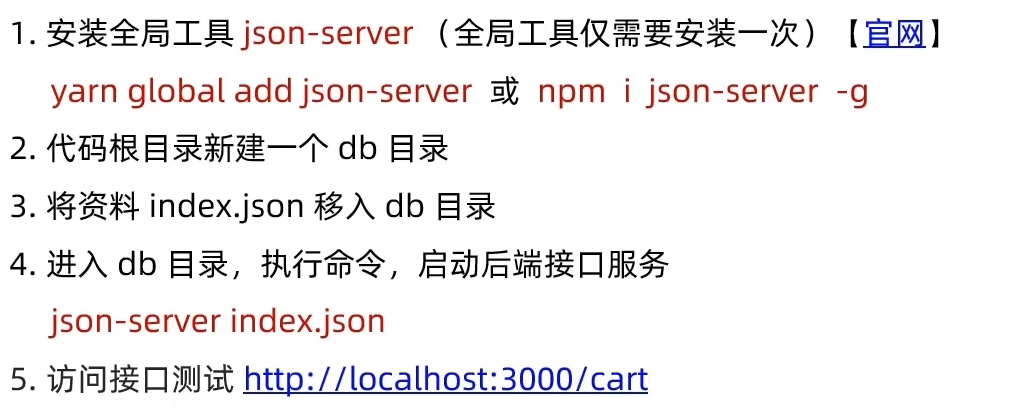 1. 安装全局工具 json-server （全局工具仅需要安装一次）【官网】
yarn global add json-server 或 npm i json-server -g
2. 代码根目录新建一个 db 目录
3. 将资料 index.json 移入 db 目录
4. 进入 db 目录，执行命令，启动后端接口服务
json-server index.json
5. 访问接口测试 http://localhost:3000/cart